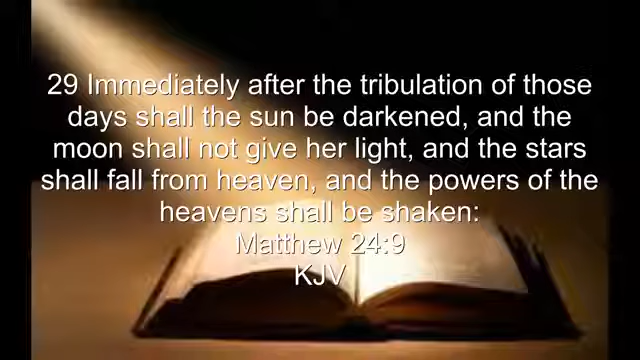 29 Immediately after the tribulation of those
days shall the sun be darkened, and the
moon shall not give her light, and the stars
shall fall from heaven, and the powers of the
heavens shall be shaken:
Matthew 24:9
KJV